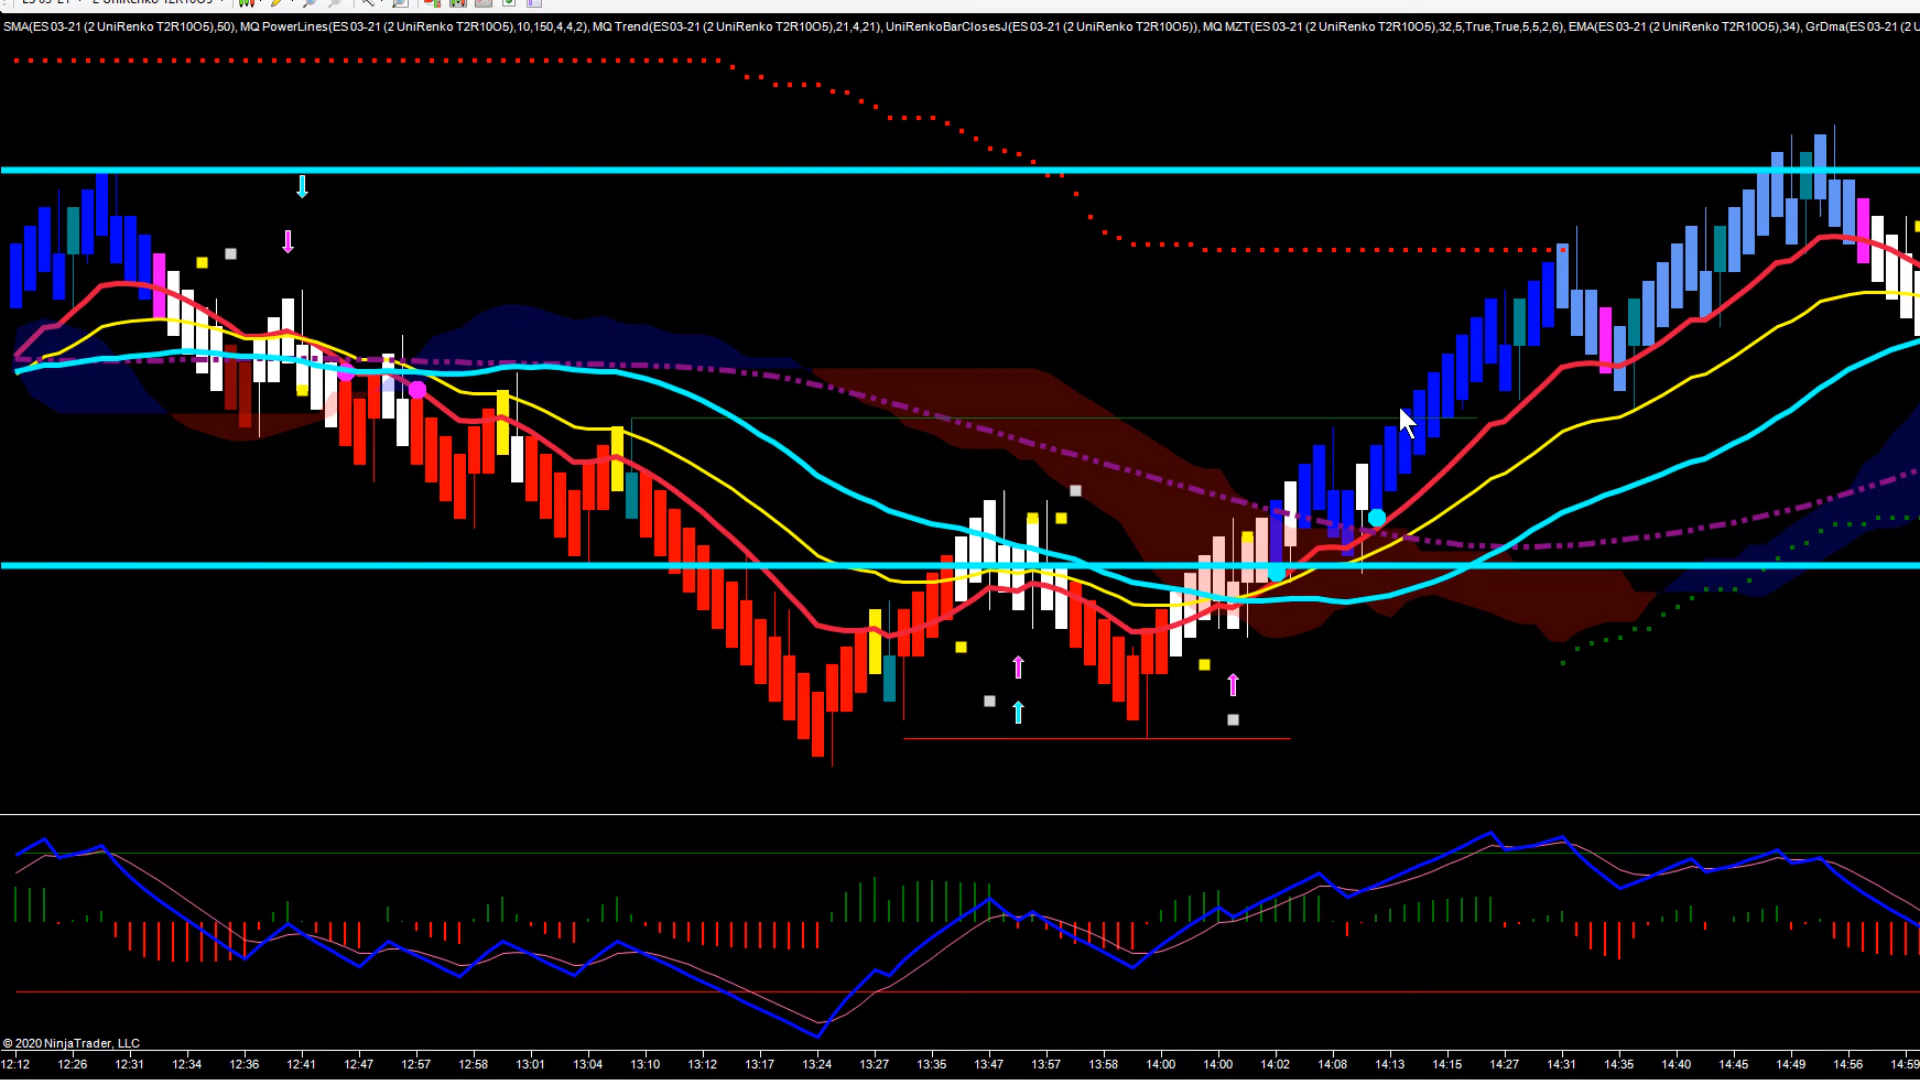 SMA(ES 03-21 (2 UniRenko T2R10O5),50), MQ PowerLines(ES 03-21 (2 UniRenko T2R10O5),10,150,4,4,2), MQ Trend(ES 03-21 (2 UniRenko T2R10O5),21,4,21), UniRenkoBarClosesJ(ES 03-21 (2 UniRenko T2R10O5)), MQ MZT(ES 03-21 (2 UniRenko T2R10O5),32,5,True,True,5,5,2,6), EMA(ES 03-21 (2 UniRenko T2R10O5),34), GrDma(ES 03-21 (2
© 2020 NinjaTrader, LLC
12:12 12:26 12:31 12:34 12:36 12:41 12:47 12:57 12:58 13:01 13:04 13:10 13:12 13:17 13:24 13:27 13:35 13:47 13:57 13:58 14:00 14:00 14:02 14:08 14:13 14:15 14:27 14:31 14:35 14:42 14:45 14:49 14:56 14:59